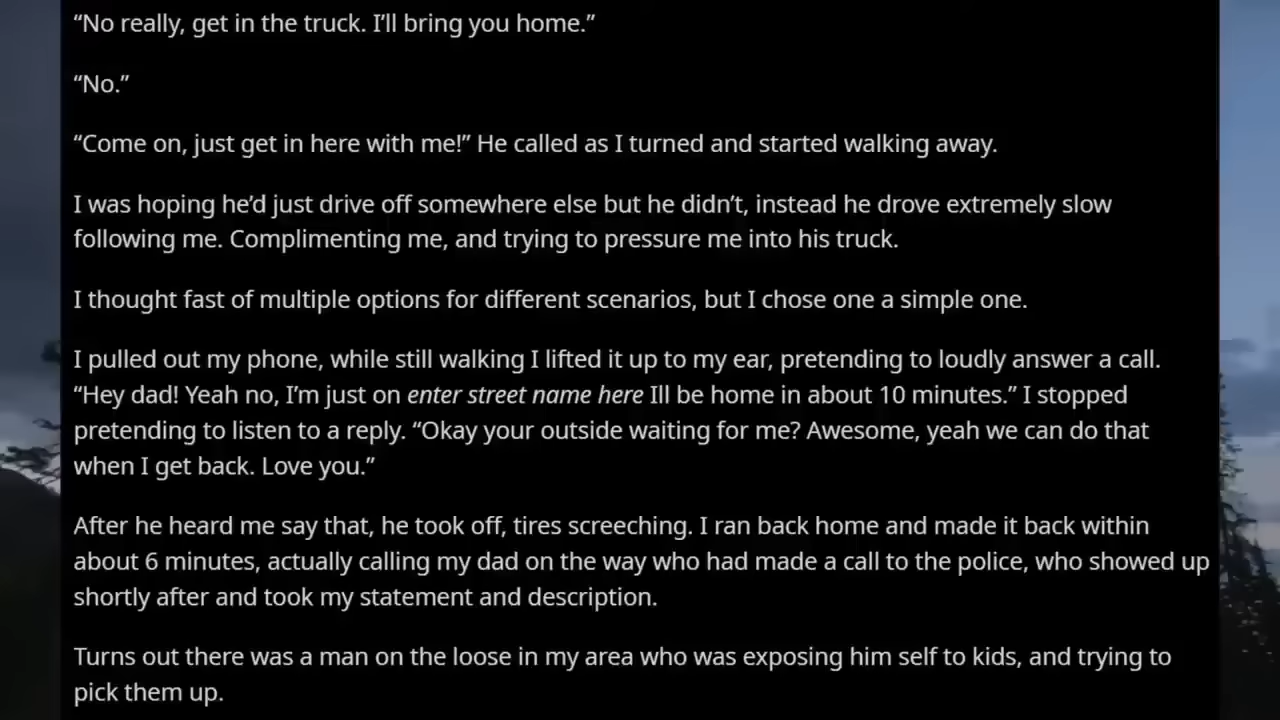 “No really, get in the truck. I’ll bring you home.”
“No.”
“Come on, just get in here with me!” He called as I turned and started walking away.
I was hoping he’d just drive off somewhere else but he didn’t, instead he drove extremely slow
following me. Complimenting me, and trying to pressure me into his truck.
I thought fast of multiple options for different scenarios, but I chose one a simple one.
I pulled out my phone, while still walking I lifted it up to my ear, pretending to loudly answer a call.
“Hey dad! Yeah no, I’m just on enter street name here Ill be home in about 10 minutes.” I stopped
pretending to listen to a reply. “Okay your outside waiting for me? Awesome, yeah we can do that
when I get back. Love you.”
After he heard me say that, he took off, tires screeching. I ran back home and made it back within
about 6 minutes, actually calling my dad on the way who had made a call to the police, who showed up
shortly after and took my statement and description.
Turns out there was a man on the loose in my area who was exposing him self to kids, and trying to
pick them up.